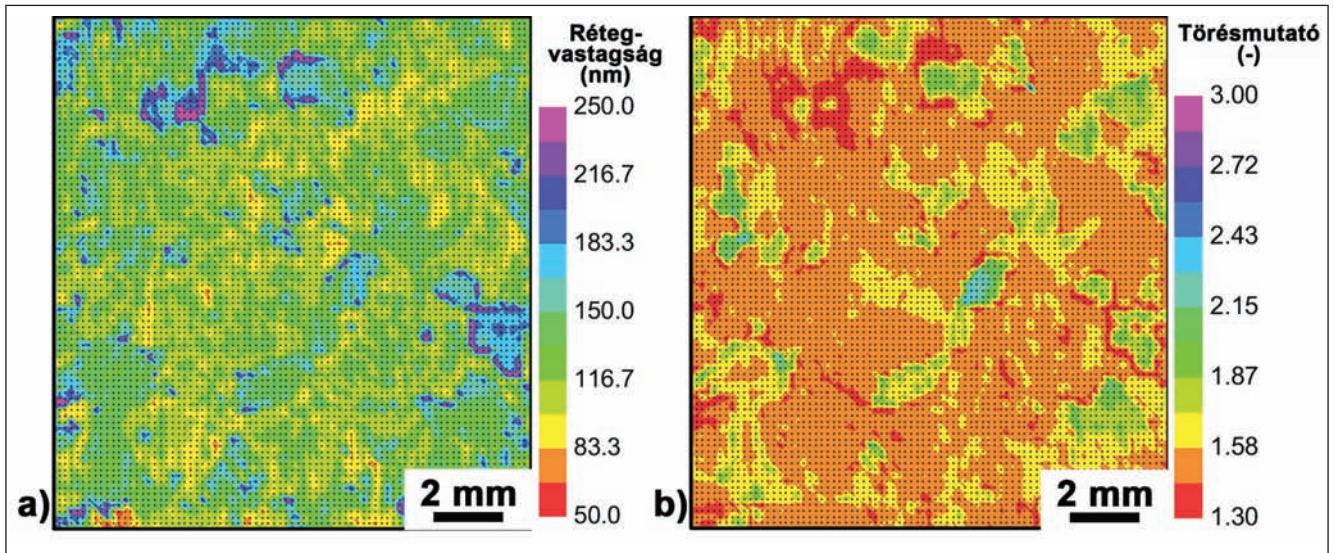 Réteg-
vastagság
(nm)
250.0
216.7
183.3
150.0
116.7
83.3
50.0
2 mm
a)
Törésmutató
(-)
3.00
2.72
2.43
2.15
1.87
1.58
1.30
2 mm
b)